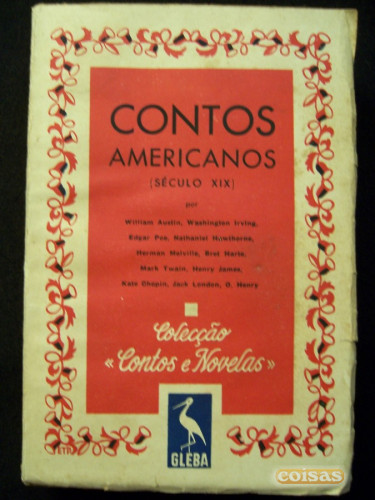 CONTOS
AMERICANOS
(SÉCULO XIX)
por
William Austin, Washington Irving,
Edgar Poe, Nathaniel Hawthorne,
Herman Melville, Bret Harte,
Mark Twain, Henry James,
Kate Chopin, Jack London, O. Henry
Colecção
«Contos e Novelas»
GLEBA
coisas